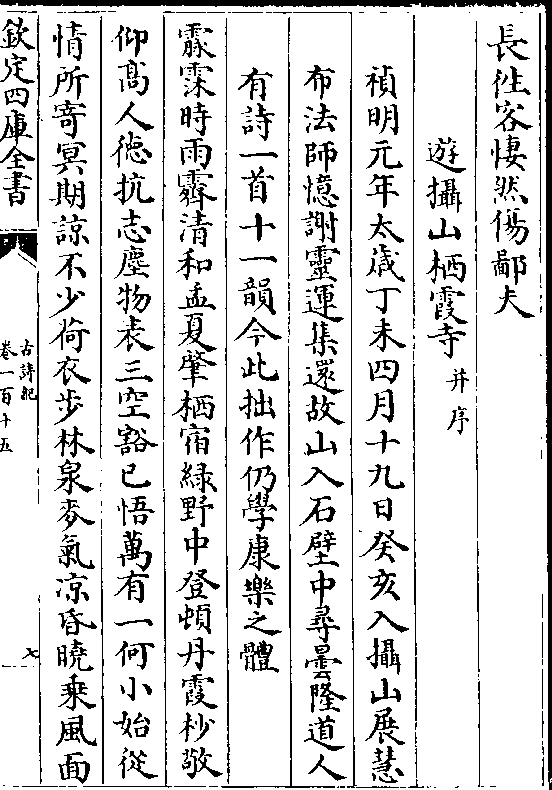 長徃客悽然傷鄙夫
遊攝山栖霞寺 并序
禎明元年太歳丁未四月十九日癸亥入攝山展慧
布法師憶謝靈運集還故山入石壁中尋曇隆道人
有詩一首十一韻今此拙作仍學康樂之體
霡霂時雨霽清和孟夏肇栖宿緑野中登頓丹霞杪敬
仰髙人徳抗志塵物表三空豁已悟萬有一何小始從
情所寄冥期諒不少荷衣歩林泉麥氣凉昏曉乗風面
欽定四庫全書
古詩紀
卷一百十五
七